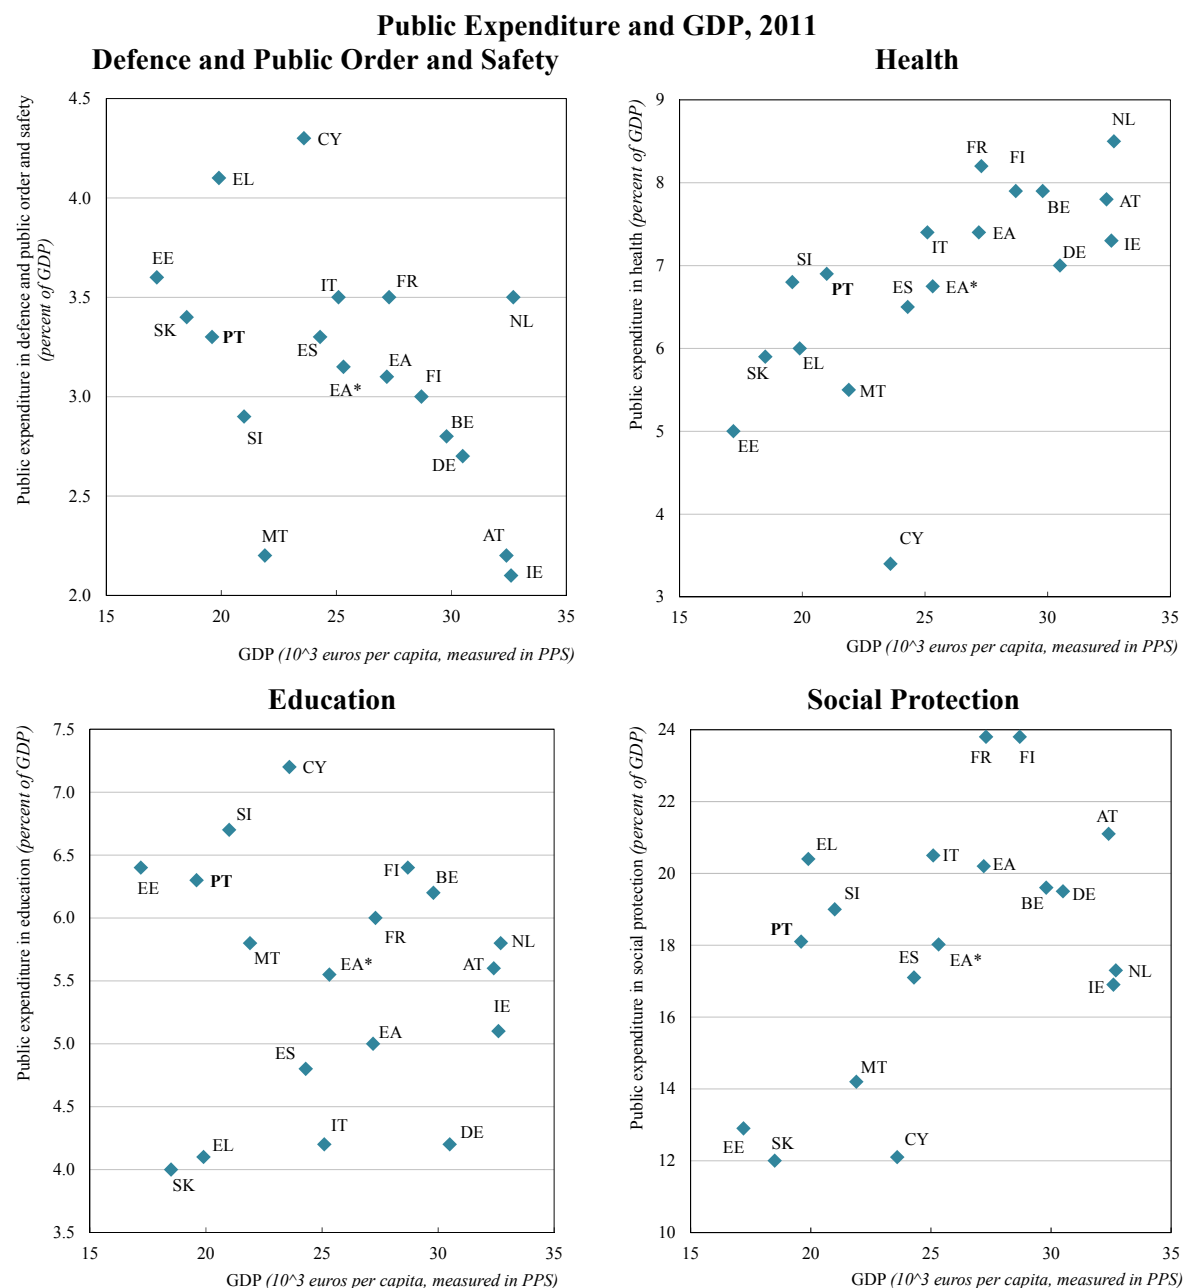 Public Expenditure and GDP, 2011
Defence and Public Order and Safety
Public expenditure in defence and public order and safety
(percent of GDP)
4.5
4.0
3.5
3.0
2.5
2.0
CY
EL
EE
IT
FR
NL
SK
PT
ES
EA*
EA
FI
SI
BE
DE
MT
AT
IE
15
20
25
30
35
GDP (10^3 euros per capita, measured in PPS)
Health
Public expenditure in health (percent of GDP)
9
8
7
6
5
4
3
NL
FR
FI
BE
AT
IT
EA
IE
DE
SI
PT
ES
EA*
SK
EL
MT
EE
CY
15
20
25
30
35
GDP (10^3 euros per capita, measured in PPS)
Education
Public expenditure in education (percent of GDP)
7.5
7.0
6.5
6.0
5.5
5.0
4.5
4.0
3.5
CY
SI
EE
PT
FI
BE
FR
MT
EA*
NL
AT
IE
EA
ES
IT
DE
EL
SK
15
20
25
30
35
GDP (10^3 euros per capita, measured in PPS)
Social Protection
Public expenditure in social protection (percent of GDP)
24
22
20
18
16
14
12
10
FR
FI
AT
EL
IT
EA
BE
DE
SI
PT
EA*
ES
NL
IE
MT
EE
SK
CY
15
20
25
30
35
GDP (10^3 euros per capita, measured in PPS)